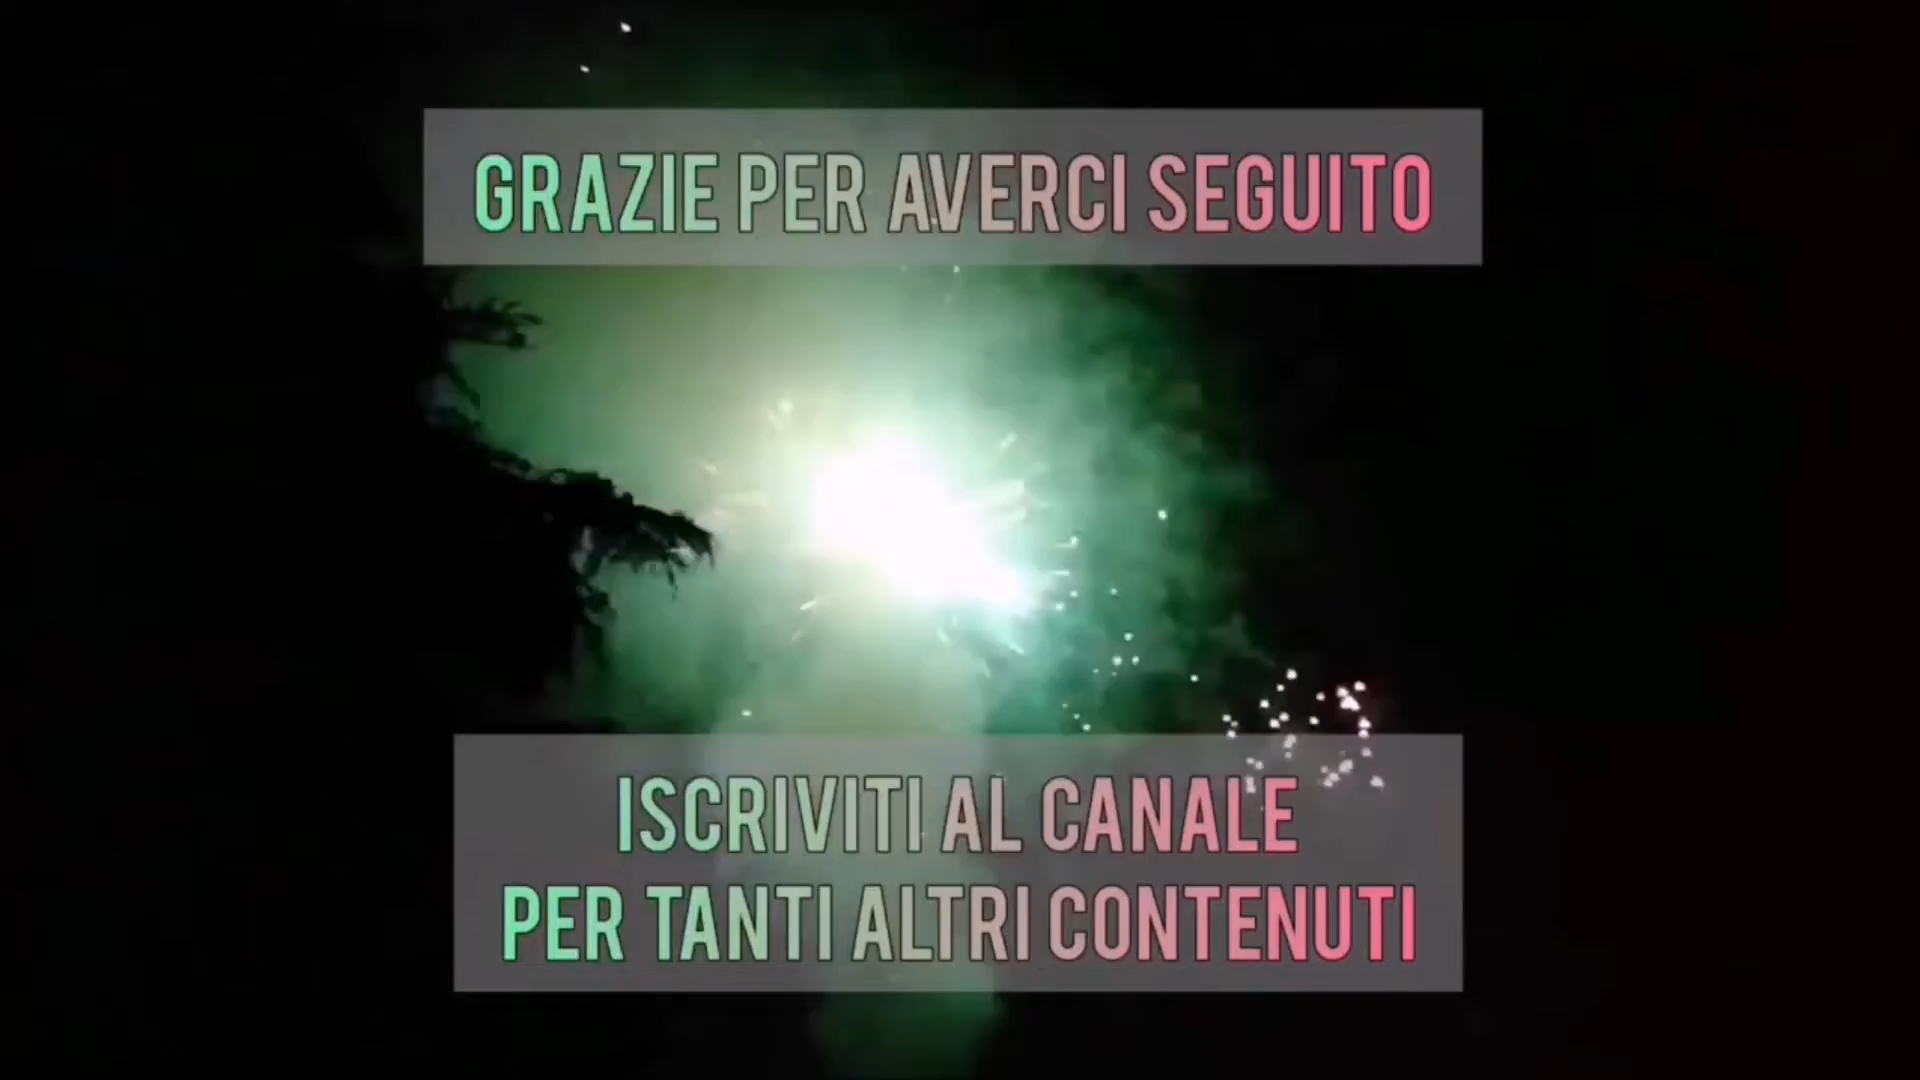 GRAZIE PER AVERCI SEGUITO
ISCRIVITI AL CANALE
PER TANTI ALTRI CONTENUTI